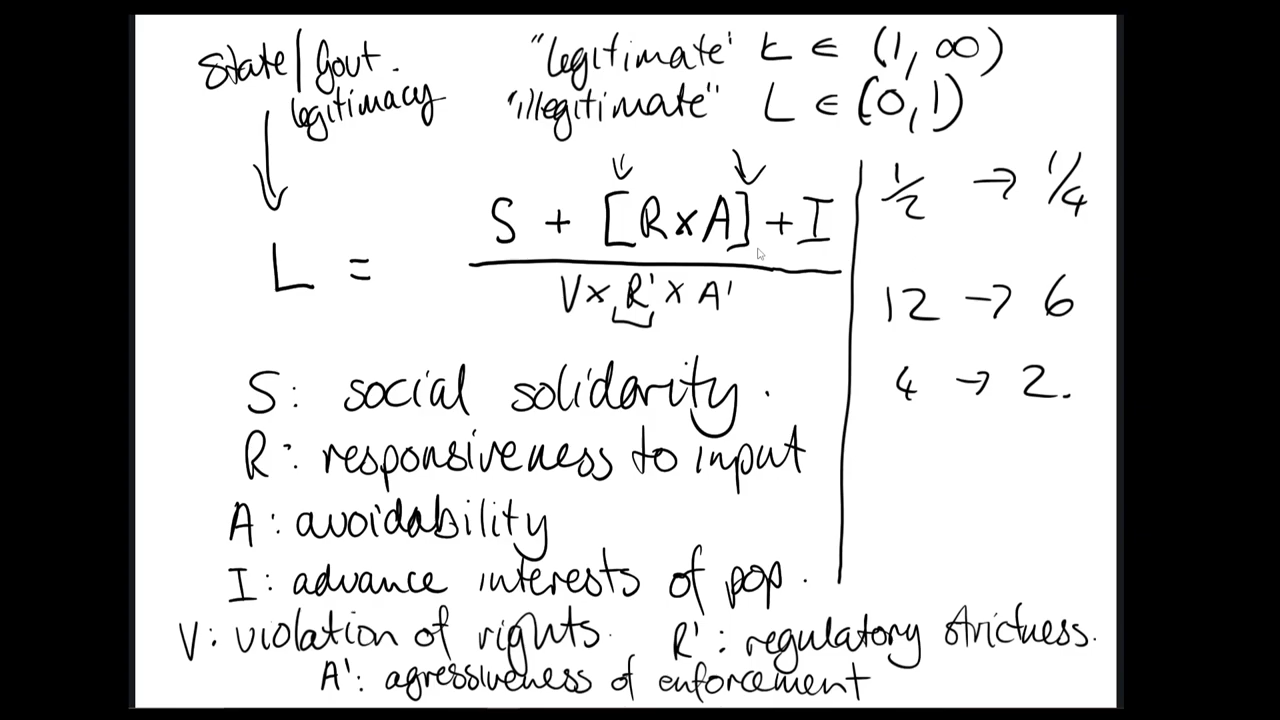 State/Govt.
legitimacy
"legitimate' L ∈ (1, ∞)
"illegitimate" L ∈ (0, 1)
L = S + [R x A] + I
V x R' x A'
1/2 → 1/4
12 → 6
4 → 2.
S: social solidarity.
R: responsiveness to input
A: avoidability
I: advance interests of pop.
V: violation of rights. R': regulatory strictness.
A': agressiveness of enforcement